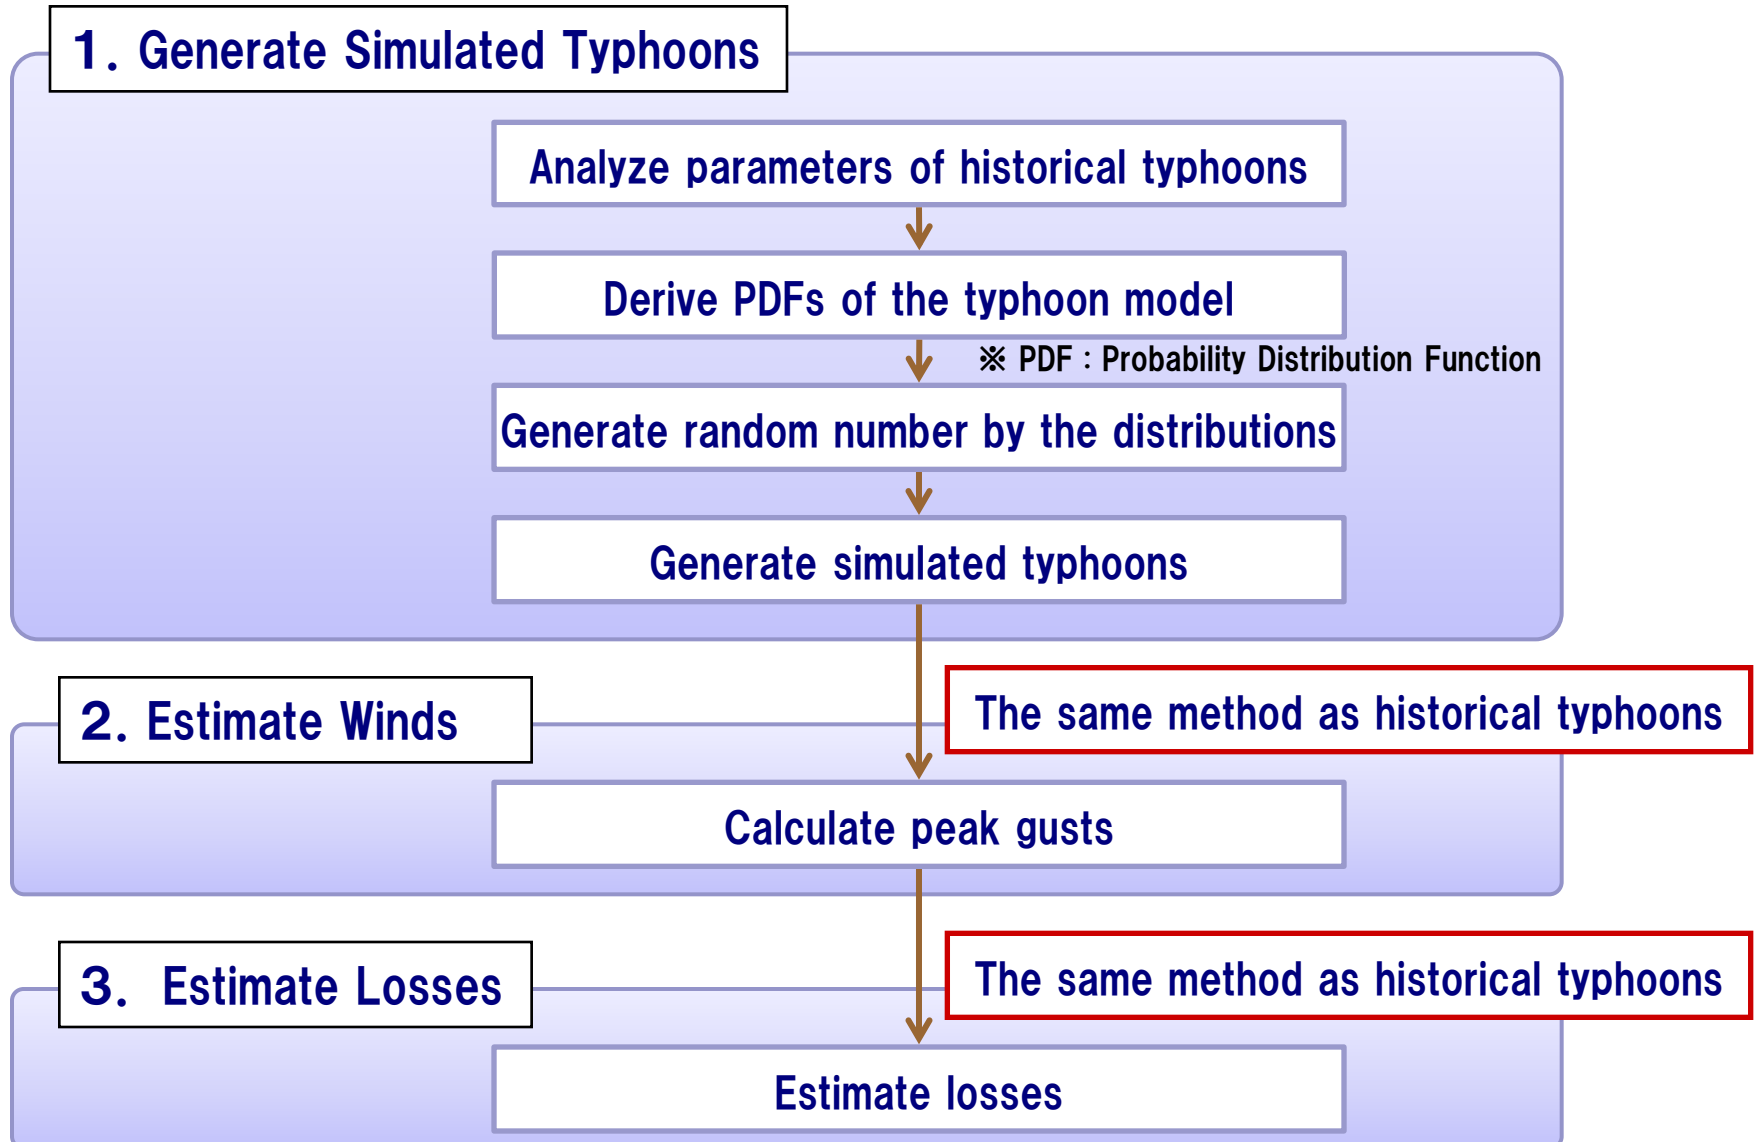 1. Generate Simulated Typhoons
Analyze parameters of historical typhoons
Derive PDFs of the typhoon model
※ PDF : Probability Distribution Function
Generate random number by the distributions
Generate simulated typhoons
2. Estimate Winds
The same method as historical typhoons
Calculate peak gusts
3. Estimate Losses
The same method as historical typhoons
Estimate losses